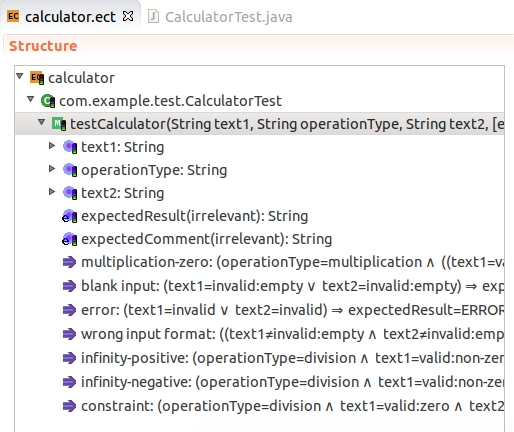 calculator.ect CalculatorTest.java
Structure
calculator
com.example.test.CalculatorTest
testCalculator(String text1, String operationType, String text2, [e
text1: String
operationType: String
text2: String
expectedResult(irrelevant): String
expectedComment(irrelevant): String
multiplication-zero: (operationType=multiplication ∧ ((text1=va
blank input: (text1=invalid:empty ∨ text2=invalid:empty) ⇒ exp
error: (text1=invalid ∨ text2=invalid) ⇒ expectedResult=ERROR
wrong input format: ((text1≠invalid:empty ∧ text2≠invalid:emp
infinity-positive: (operationType=division ∧ text1=valid:non-zer
infinity-negative: (operationType=division ∧ text1=valid:non-ze
constraint: (operationType=division ∧ text1=valid:zero ∧ text2